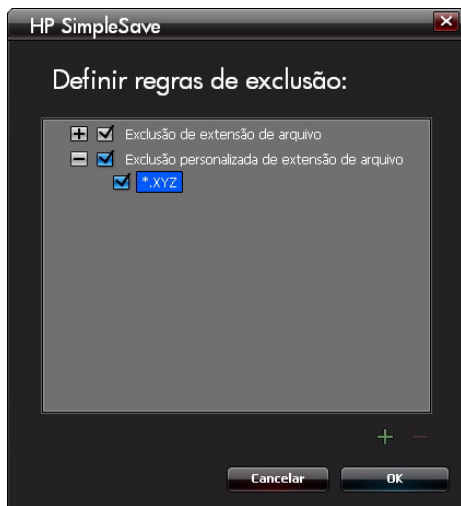 HP SimpleSave
Definir regras de exclusão:
Exclusão de extensão de arquivo
Exclusão personalizada de extensão de arquivo
*.XYZ
Cancelar
OK